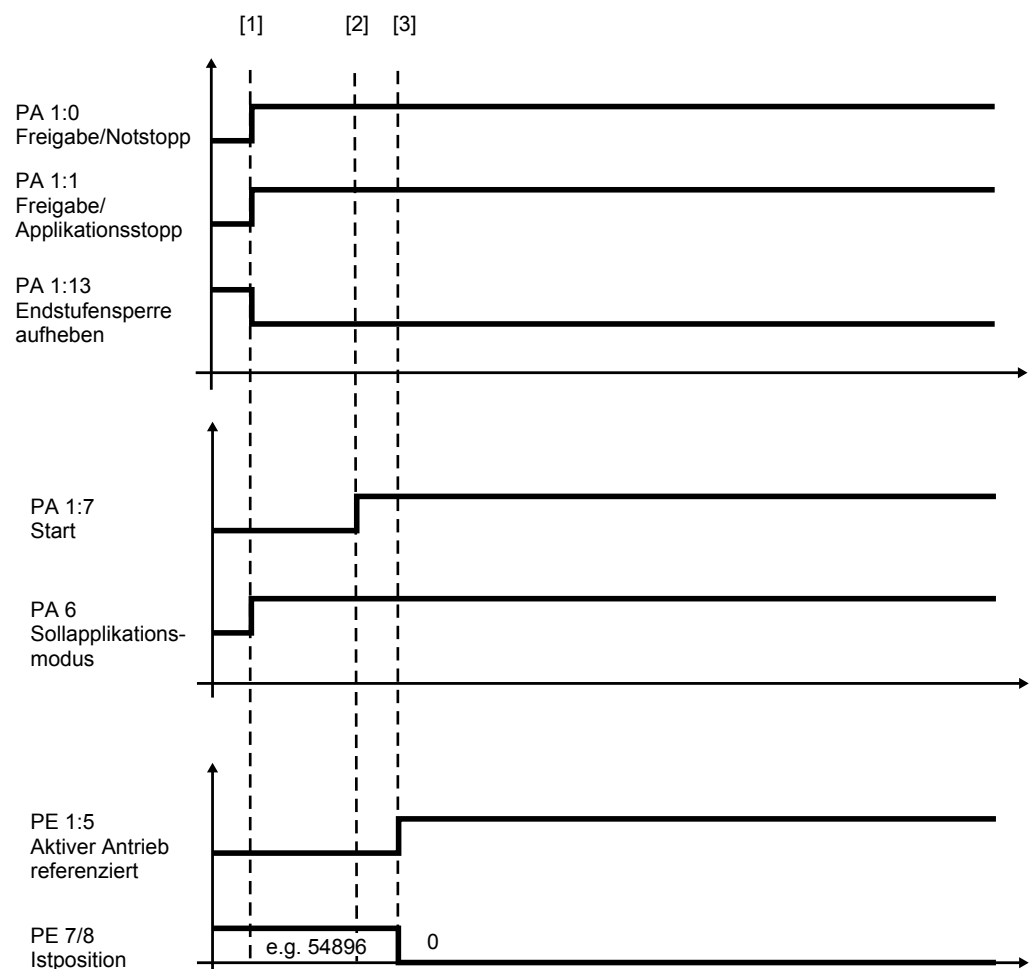 [1] [2] [3]
PA 1:0
Freigabe/Notstopp
PA 1:1
Freigabe/
Applikationsstopp
PA 1:13
Endstufensperre
aufheben
PA 1:7
Start
PA 6
Sollapplikations-
modus
PE 1:5
Aktiver Antrieb
referenziert
PE 7/8
Istposition
e.g. 54896
0